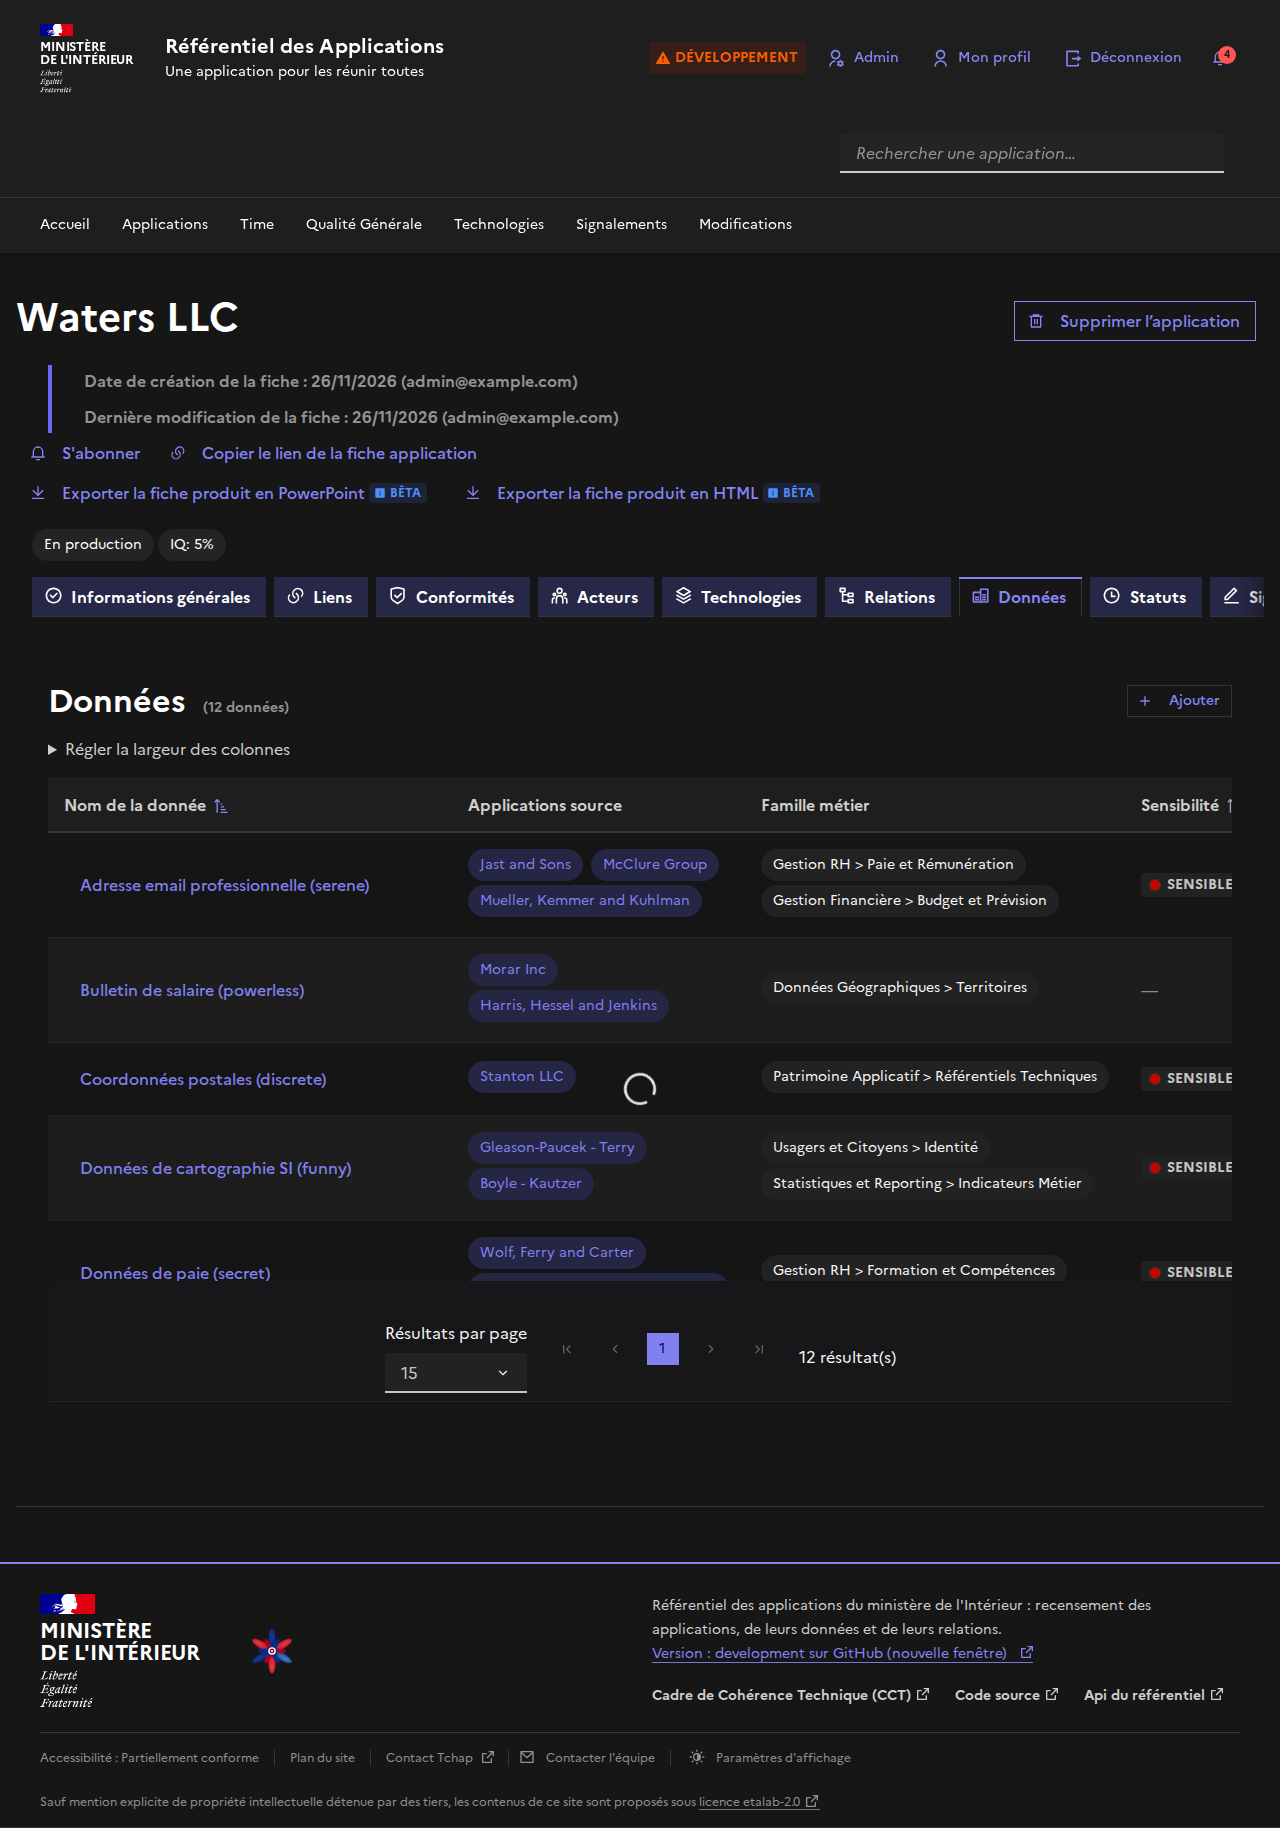 MINISTÈRE
DE L'INTÉRIEUR
Liberté
Égalité
Fraternité
Référentiel des Applications
Une application pour les réunir toutes
DÉVELOPPEMENT
Admin
Mon profil
Déconnexion
4
Rechercher une application…
Accueil
Applications
Time
Qualité Générale
Technologies
Signalements
Modifications
Waters LLC
Supprimer l’application
Date de création de la fiche : 26/11/2026 (admin@example.com)
Dernière modification de la fiche : 26/11/2026 (admin@example.com)
S'abonner
Copier le lien de la fiche application
Exporter la fiche produit en PowerPoint BÊTA
Exporter la fiche produit en HTML BÊTA
En production
IQ: 5%
Informations générales
Liens
Conformités
Acteurs
Technologies
Relations
Données
Statuts
Données (12 données)
Ajouter
Régler la largeur des colonnes
Nom de la donnée
Applications source
Famille métier
Sensibilité
Adresse email professionnelle (serene)
Jast and Sons
McClure Group
Mueller, Kemmer and Kuhlman
Gestion RH > Paie et Rémunération
Gestion Financière > Budget et Prévision
SENSIBLE
Bulletin de salaire (powerless)
Morar Inc
Harris, Hessel and Jenkins
Données Géographiques > Territoires
—
Coordonnées postales (discrete)
Stanton LLC
Patrimoine Applicatif > Référentiels Techniques
SENSIBLE
Données de cartographie SI (funny)
Gleason-Paucek - Terry
Boyle - Kautzer
Usagers et Citoyens > Identité
Statistiques et Reporting > Indicateurs Métier
SENSIBLE
Données de paie (secret)
Wolf, Ferry and Carter
Gestion RH > Formation et Compétences
SENSIBLE
Résultats par page
15
1
12 résultat(s)
MINISTÈRE
DE L'INTÉRIEUR
Liberté
Égalité
Fraternité
Référentiel des applications du ministère de l'Intérieur : recensement des
applications, de leurs données et de leurs relations.
Version : development sur GitHub (nouvelle fenêtre)
Cadre de Cohérence Technique (CCT)
Code source
Api du référentiel
Accessibilité : Partiellement conforme
Plan du site
Contact Tchap
Contacter l'équipe
Paramètres d'affichage
Sauf mention explicite de propriété intellectuelle détenue par des tiers, les contenus de ce site sont proposés sous licence etalab-2.0